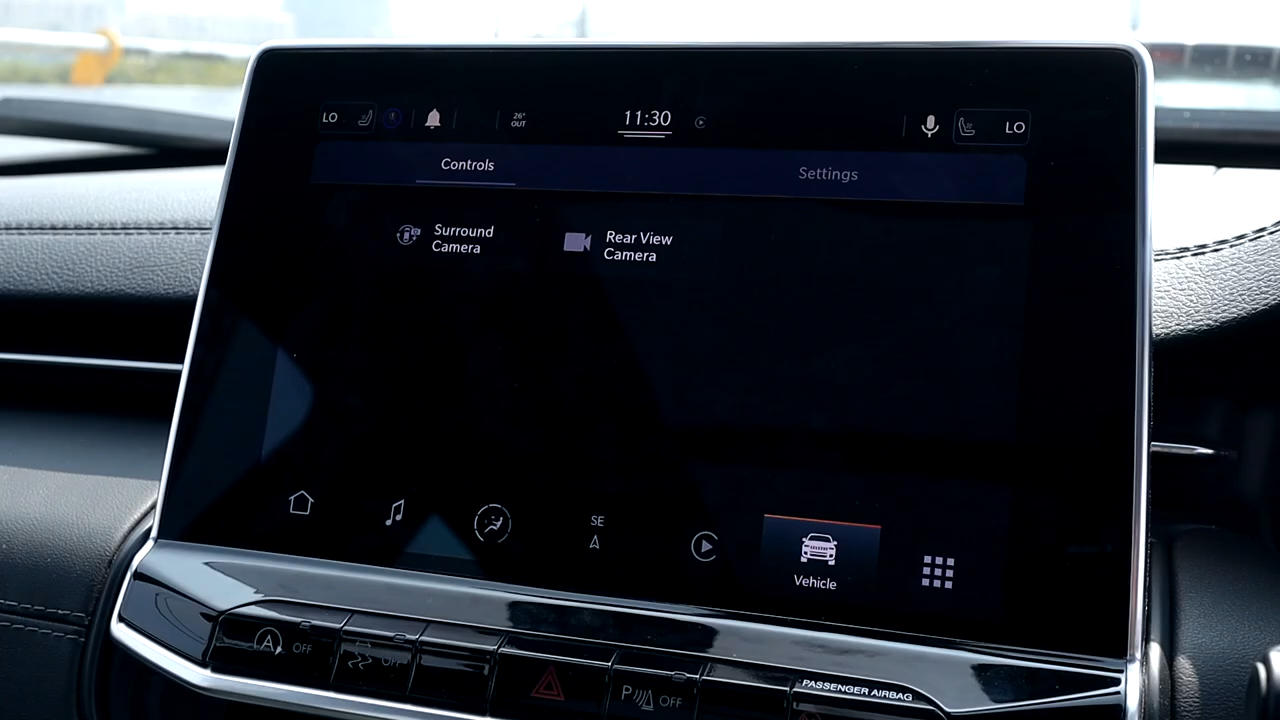 LO
26°
OUT
11:30
LO
Controls
Settings
Surround
Camera
Rear View
Camera
SE
Vehicle
A OFF
OFF
P OFF
PASSENGER AIRBAG